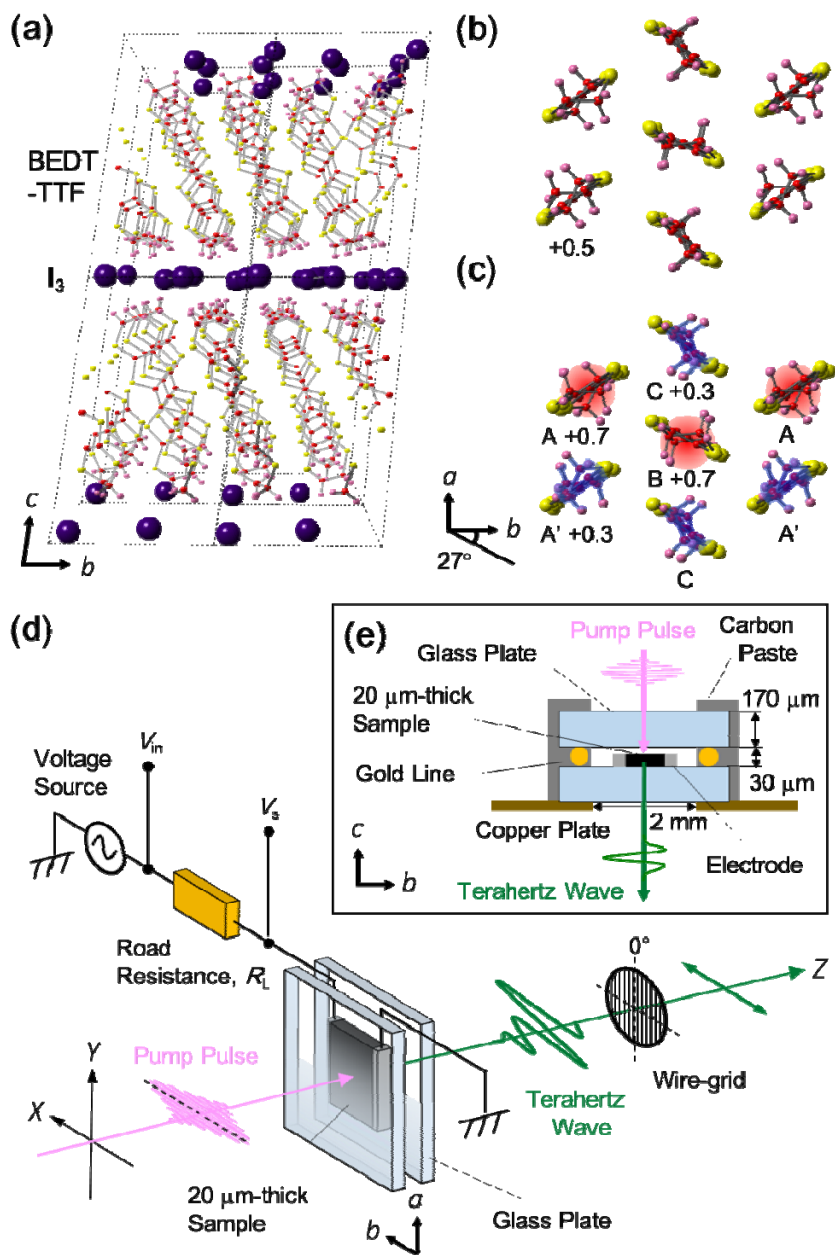 (a)
BEDT
-TTF
I3
c
b
(b)
+0.5
(c)
C +0.3
A +0.7
A
B +0.7
A' +0.3
A'
C
a
b
27°
(d)
Voltage
Source
Vin
Vs
Road
Resistance, RL
Pump Pulse
Y
X
20 μm-thick
Sample
a
b
Glass Plate
Terahertz
Wave
0°
Wire-grid
Z
(e)
Pump Pulse
Carbon
Paste
Glass Plate
20 μm-thick
Sample
170 μm
Gold Line
30 μm
Copper Plate
2 mm
Electrode
c
b
Terahertz Wave